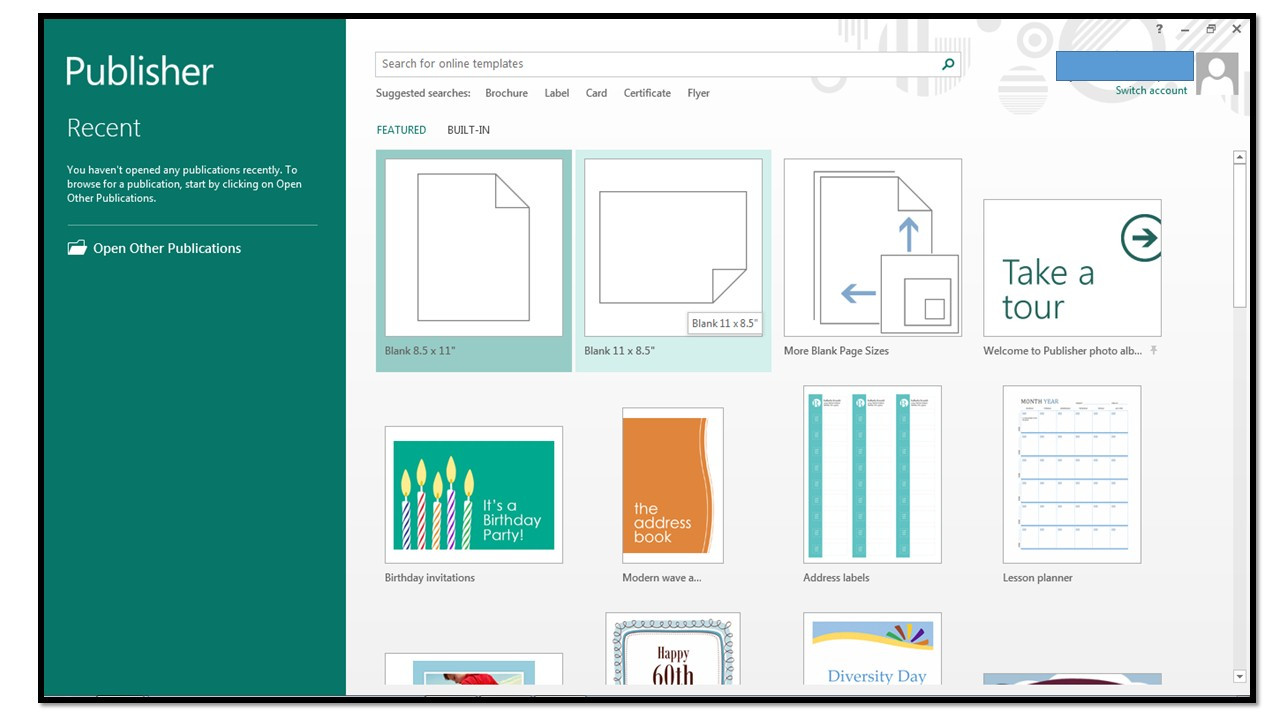 ?
Publisher
Search for online templates
Switch account
Suggested searches: Brochure Label Card Certificate Flyer
Recent
FEATURED BUILT-IN
You haven't opened any publications recently. To
browse for a publication, start by clicking on Open
Other Publications.
Open Other Publications
Take a
tour
Blank 11 x 8.5"
Blank 8.5 x 11"
Blank 11 x 8.5"
More Blank Page Sizes
Welcome to Publisher photo alb...
It's a
Birthday
Party!
the
address
book
MONTH YEAR
Birthday invitations
Modern wave a...
Address labels
Lesson planner
Happy
60th
Diversity Day